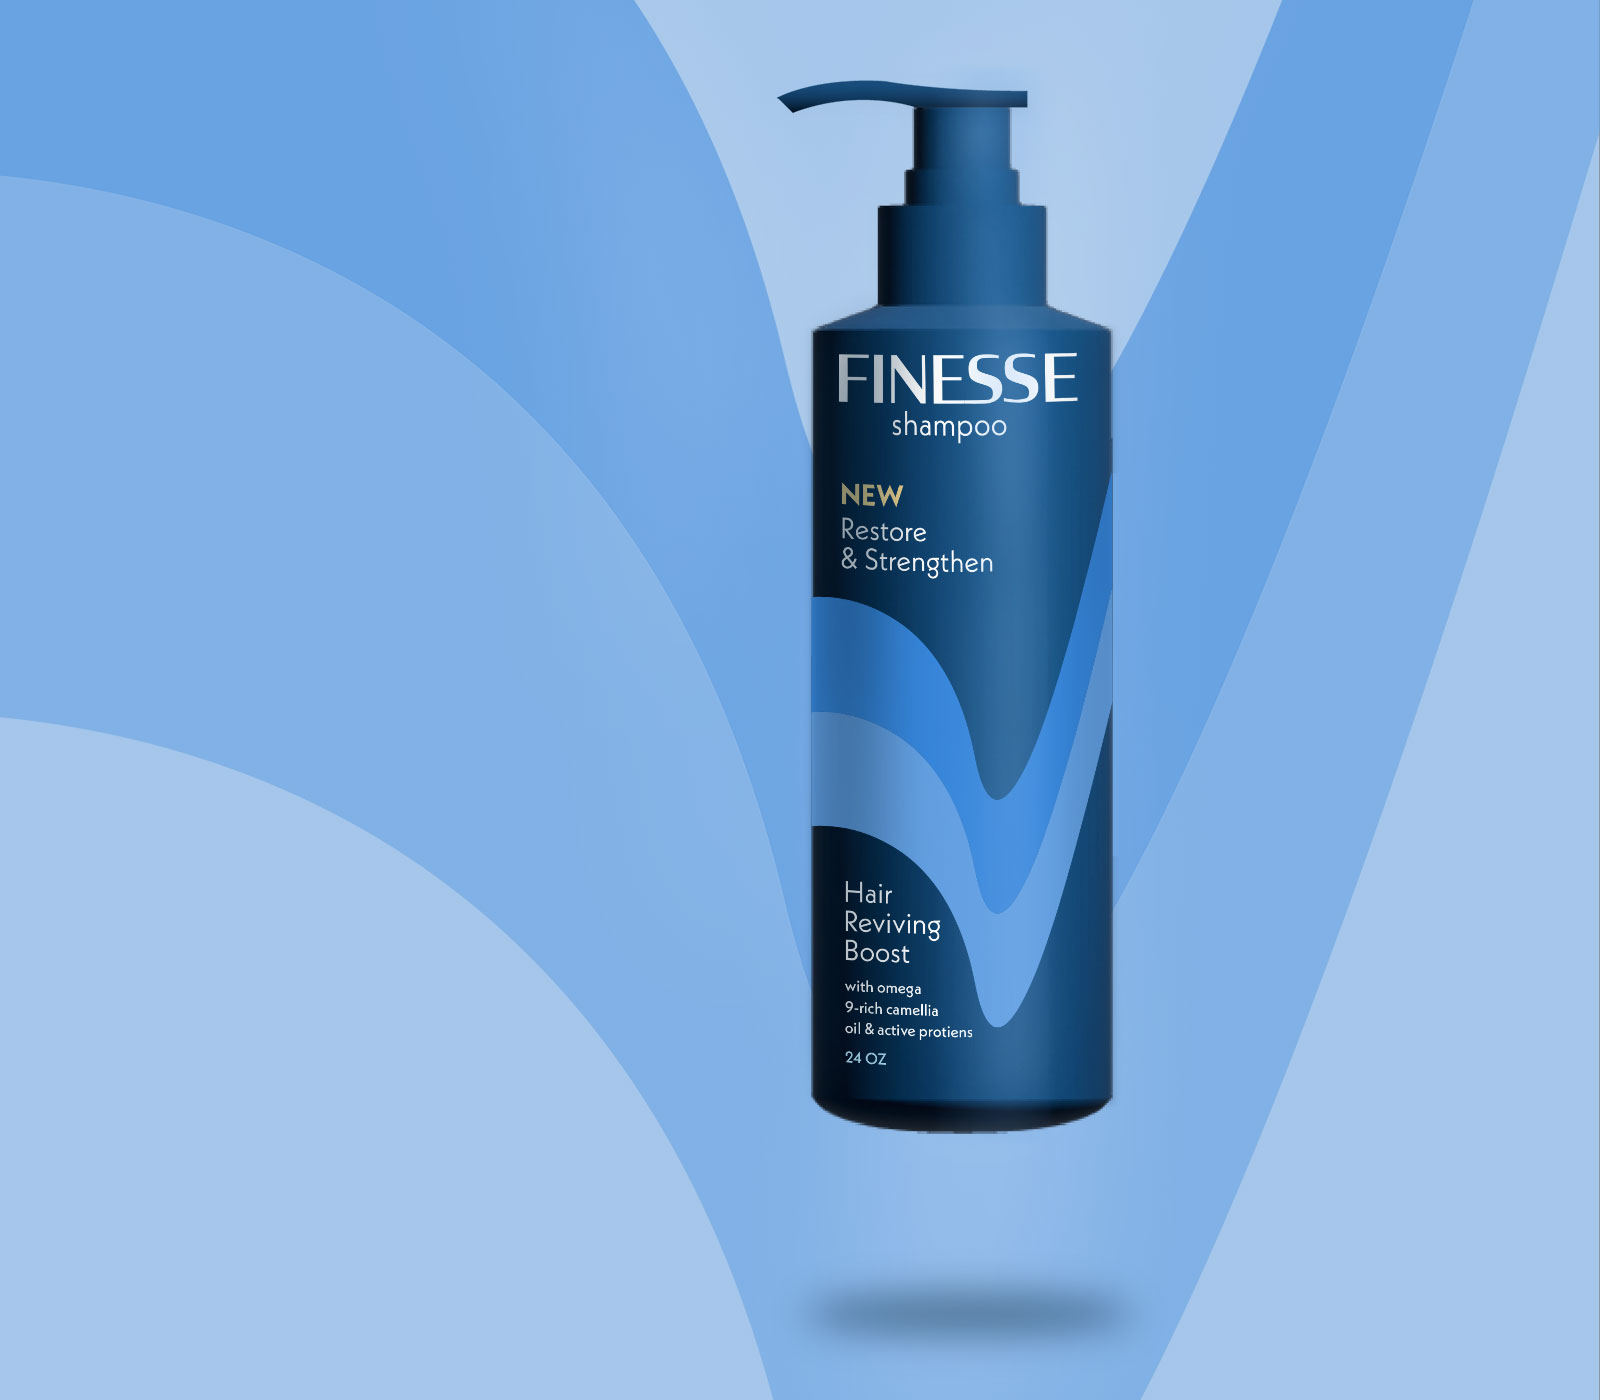 FINESSE
shampoo
NEW
Restore
& Strengthen
Hair
Reviving
Boost
with omega
9-rich camellia
oil & active protiens
24 OZ